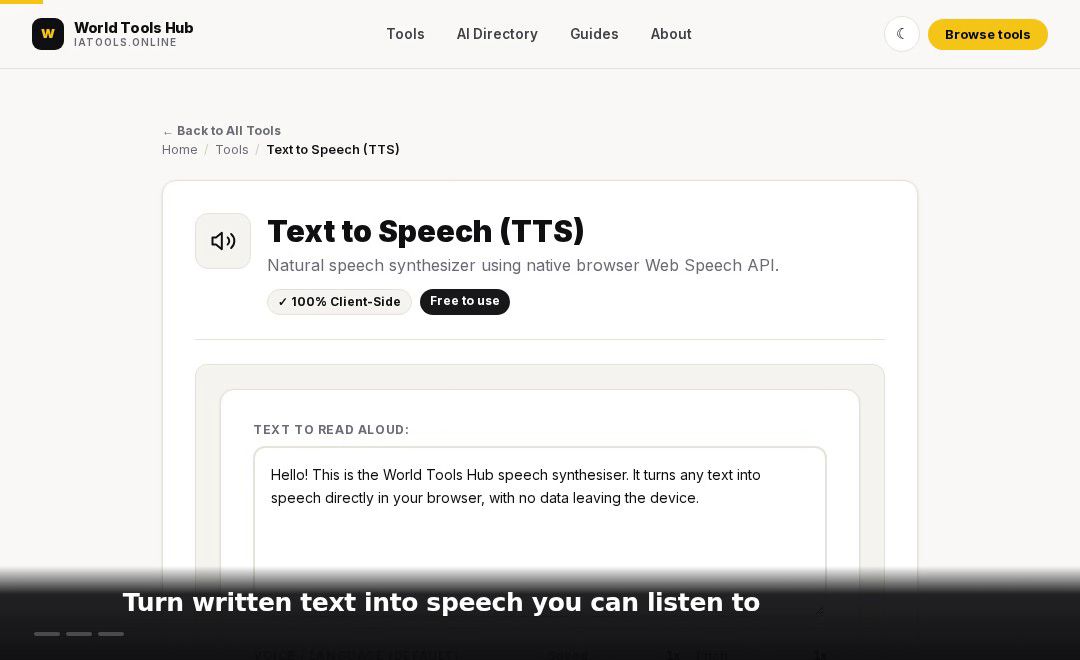 W
World Tools Hub
IATOOLS.ONLINE
Tools
AI Directory
Guides
About
☾
Browse tools
← Back to All Tools
Home / Tools / Text to Speech (TTS)
Text to Speech (TTS)
Natural speech synthesizer using native browser Web Speech API.
✓ 100% Client-Side
Free to use
TEXT TO READ ALOUD:
Hello! This is the World Tools Hub speech synthesiser. It turns any text into
speech directly in your browser, with no data leaving the device.
Turn written text into speech you can listen to